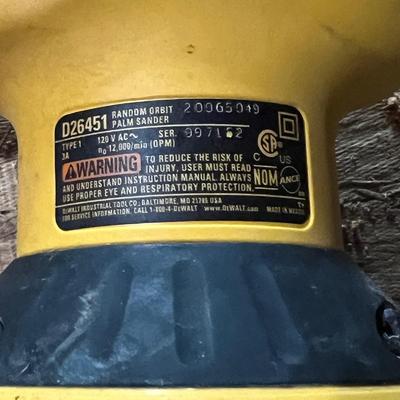 D26451 RANDOM ORBIT PALM SANDER
20065049
TYPE 1 120 V AC~ SER. 997162
3A n₀ 12,000/min (OPM)
⚠WARNING TO REDUCE THE RISK OF
INJURY, USER MUST READ
AND UNDERSTAND INSTRUCTION MANUAL. ALWAYS
USE PROPER EYE AND RESPIRATORY PROTECTION.
DEWALT INDUSTRIAL TOOL CO., BALTIMORE, MD 21286 USA
FOR SERVICE INFORMATION, CALL 1-800-4-DEWALT www.DEWALT.com
C US
NOM
ANCE
MADE IN MEXICO